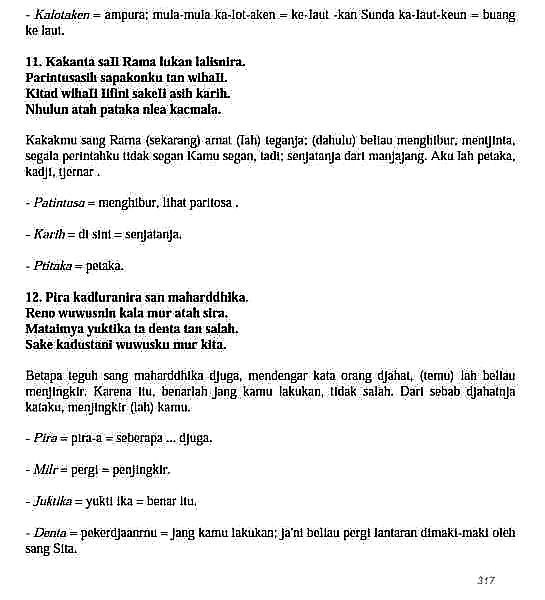 - Kalotaken = ampura; mula-mula ka-lot-aken = ke-laut -kan Sunda ka-laut-keun = buang
ke laut.
11. Kakanta sall Rama lukan lalisnira.
Parintusasih sapakonku tan wihall.
Kitad wihall lifini sakeli asih karih.
Nhulun atah pataka nlea kacmala.
Kakakmu sang Rama (sekarang) amat (lah) teganja; (dahulu) beliau menghibur, mentjinta,
segala perintahku tidak segan Kamu segan, tadi; senjatanja dari manjajang. Aku lah petaka,
kadji, tjernar .
- Patintusa = menghibur, lihat paritosa .
- Karih = di sini = senjatanja.
- Ptitaka = petaka.
12. Pira kadluranira san maharddhika.
Reno wuwusnin kala mur atah sira.
Mataimya yuktika ta denta tan salah.
Sake kadustani wuwusku mur kita.
Betapa teguh sang maharddhika djuga, mendengar kata orang djahat, (temu) lah beliau
menjingkir. Karena itu, benarlah jang kamu lakukan, tidak salah. Dari sebab djahatnja
kataku, menjingkir (lah) kamu.
- Pira = pira-a = seberapa ... djuga.
- Milr = pergi = penjingkir.
- Juktika = yukti ika = benar itu.
- Denta = pekerdjaanrnu = jang kamu lakukan; ja'ni beliau pergi lantaran dimaki-maki oleh
sang Sita.
317